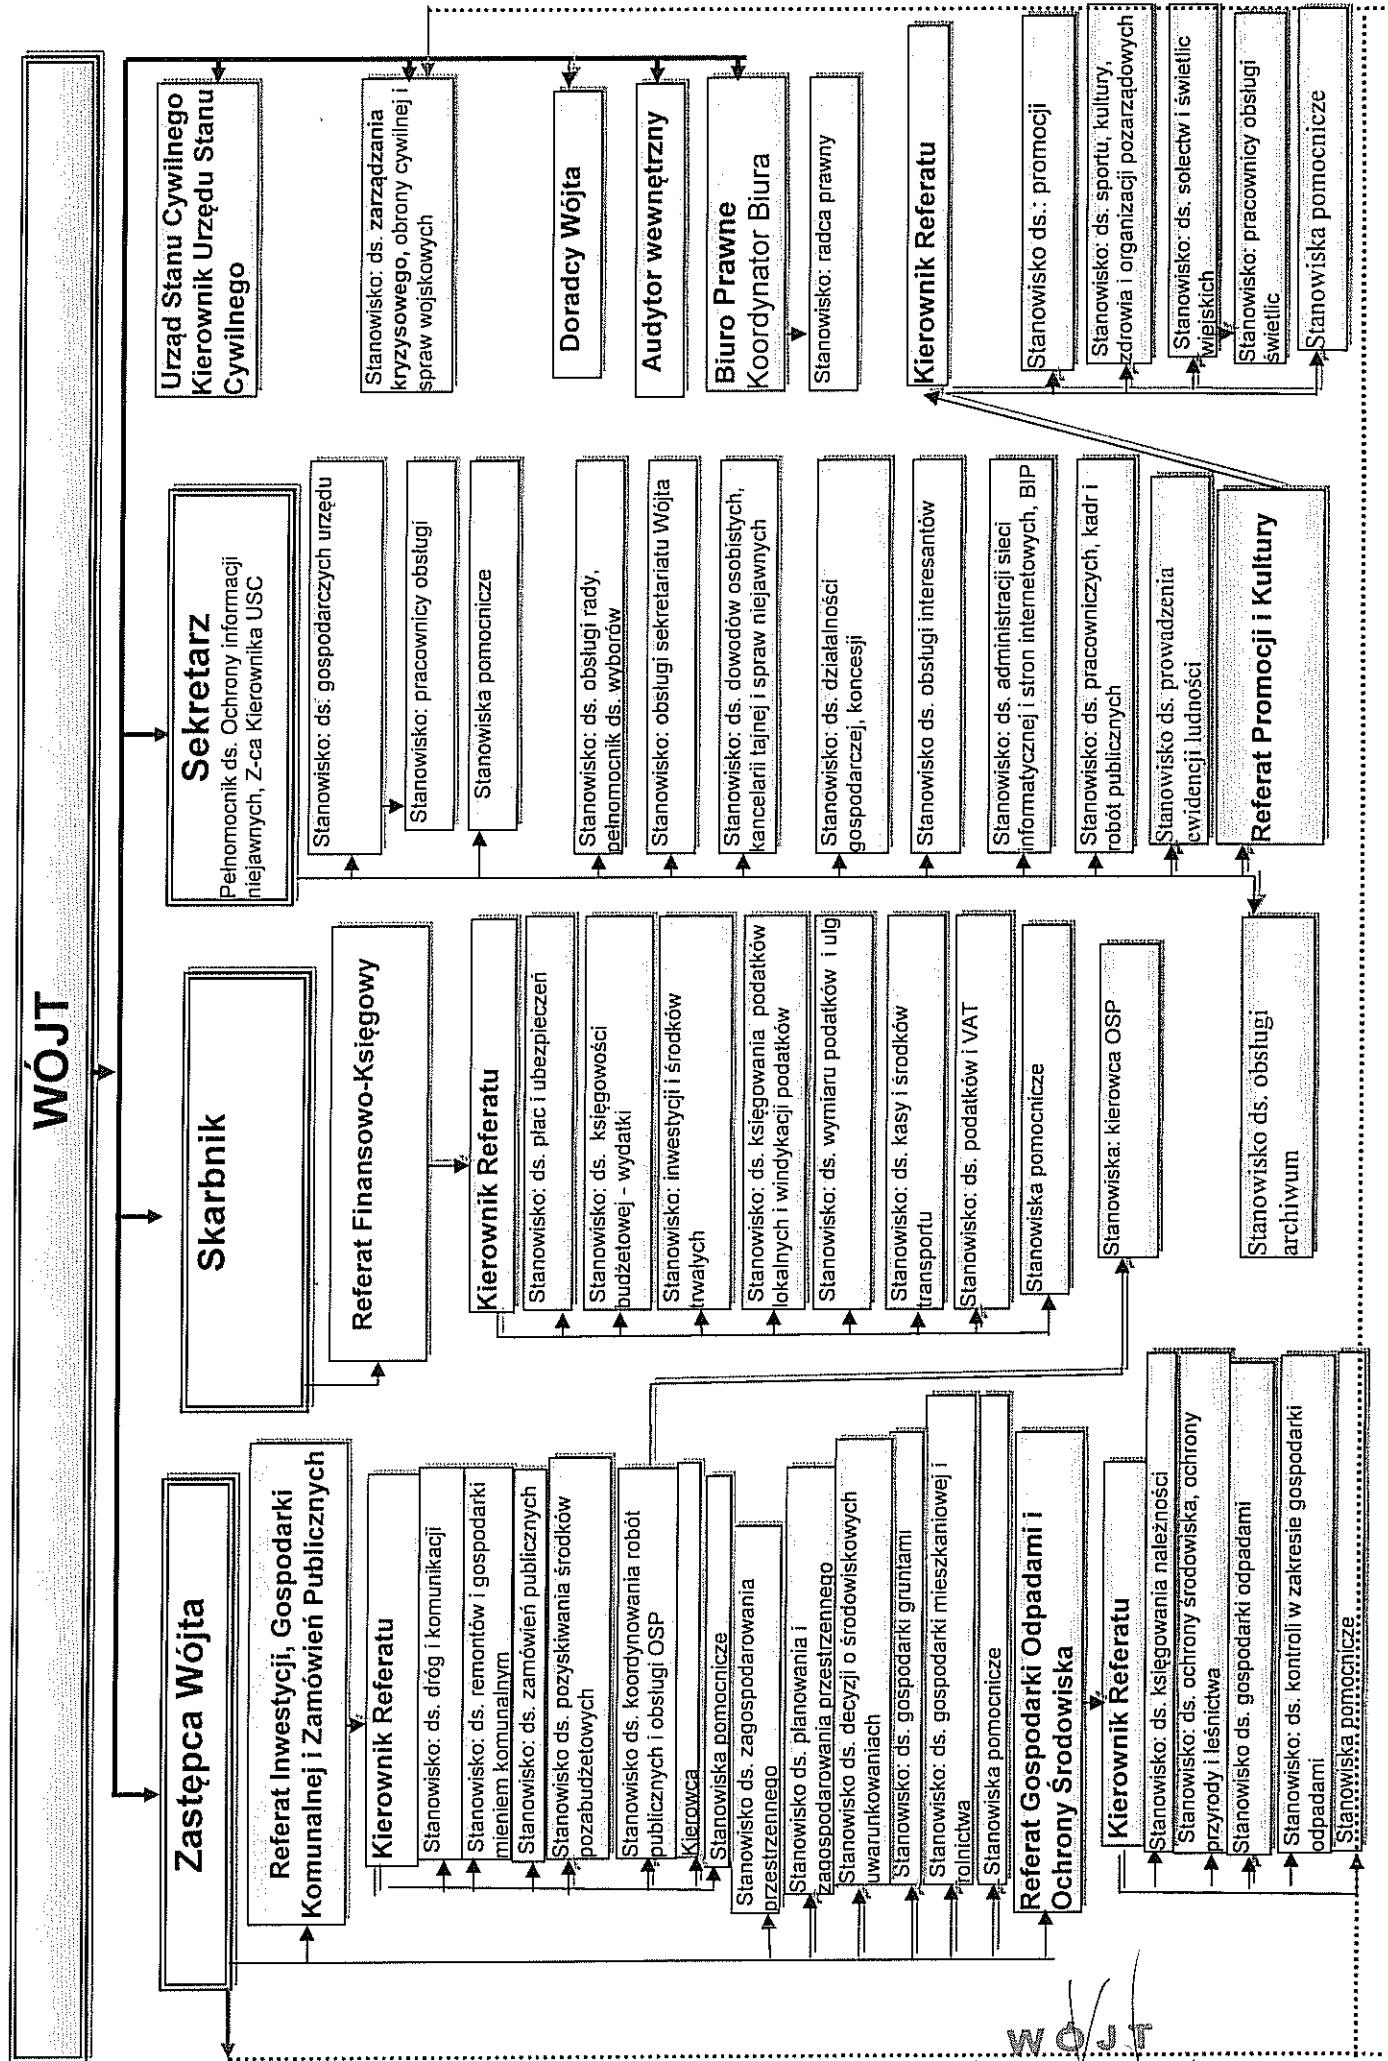 WÓJT
Zastępca Wójta
Referat Inwestycji, Gospodarki
Komunalnej i Zamówień Publicznych
Kierownik Referatu
Stanowisko: ds. dróg i komunikacji
Stanowisko: ds. remontów i gospodarki
mieniem komunalnym
Stanowisko: ds. zamówień publicznych
Stanowisko ds. pozyskiwania środków
pozabudżetowych
Stanowisko ds. koordynowania robót
publicznych i obsługi OSP
Kierowca
Stanowiska pomocnicze
Stanowisko ds. zagospodarowania
przestrzennego
Stanowisko ds. planowania i
zagospodarowania przestrzennego
Stanowisko ds. decyzji o środowiskowych
uwarunkowaniach
Stanowisko: ds. gospodarki gruntami
Stanowisko: ds. gospodarki mieszkaniowej i
rolnictwa
Stanowiska pomocnicze
Referat Gospodarki Odpadami i
Ochrony Środowiska
Kierownik Referatu
Stanowisko: ds. księgowania należności
Stanowisko: ds. ochrony środowiska, ochrony
przyrody i leśnictwa
Stanowisko ds. gospodarki odpadami
Stanowisko: ds. kontroli w zakresie gospodarki
odpadami
Stanowiska pomocnicze
Skarbnik
Referat Finansowo-Księgowy
Kierownik Referatu
Stanowisko: ds. płac i ubezpieczeń
Stanowisko: ds. księgowości
budżetowej – wydatki
Stanowisko: inwestycji i środków
trwałych
Stanowisko: ds. księgowania podatków
lokalnych i windykacji podatków
Stanowisko: ds. wymiaru podatków i ulg
Stanowisko: ds. kasy i środków
transportu
Stanowisko: ds. podatków i VAT
Stanowiska pomocnicze
Stanowiska: kierowca OSP
Stanowisko ds. obsługi
archiwum
Sekretarz
Pełnomocnik ds. Ochrony informacji
niejawnych, Z-ca Kierownika USC
Stanowisko: ds. gospodarczych urzędu
Stanowisko: pracownicy obsługi
Stanowiska pomocnicze
Stanowisko: ds. obsługi rady,
pełnomocnik ds. wyborów
Stanowisko: obsługi sekretariatu Wójta
Stanowisko: ds. dowodów osobistych,
kancelarii tajnej i spraw niejawnych
Stanowisko: ds. działalności
gospodarczej, koncesji
Stanowisko ds. obsługi interesantów
Stanowisko: ds. administracji sieci
informatycznej i stron internetowych, BIP
Stanowisko: ds. pracowniczych, kadr i
robót publicznych
Stanowisko ds. prowadzenia
ewidencji ludności
Referat Promocji i Kultury
Urząd Stanu Cywilnego
Kierownik Urzędu Stanu
Cywilnego
Stanowisko: ds. zarządzania
kryzysowego, obrony cywilnej i
spraw wojskowych
Doradcy Wójta
Audytor wewnętrzny
Biuro Prawne
Koordynator Biura
Stanowisko: radca prawny
Kierownik Referatu
Stanowisko ds.: promocji
Stanowisko: ds. sportu, kultury,
zdrowia i organizacji pozarządowych
Stanowisko: ds. sołectw i świetlic
wiejskich
Stanowisko: pracownicy obsługi
świetlic
Stanowiska pomocnicze
WÓJT